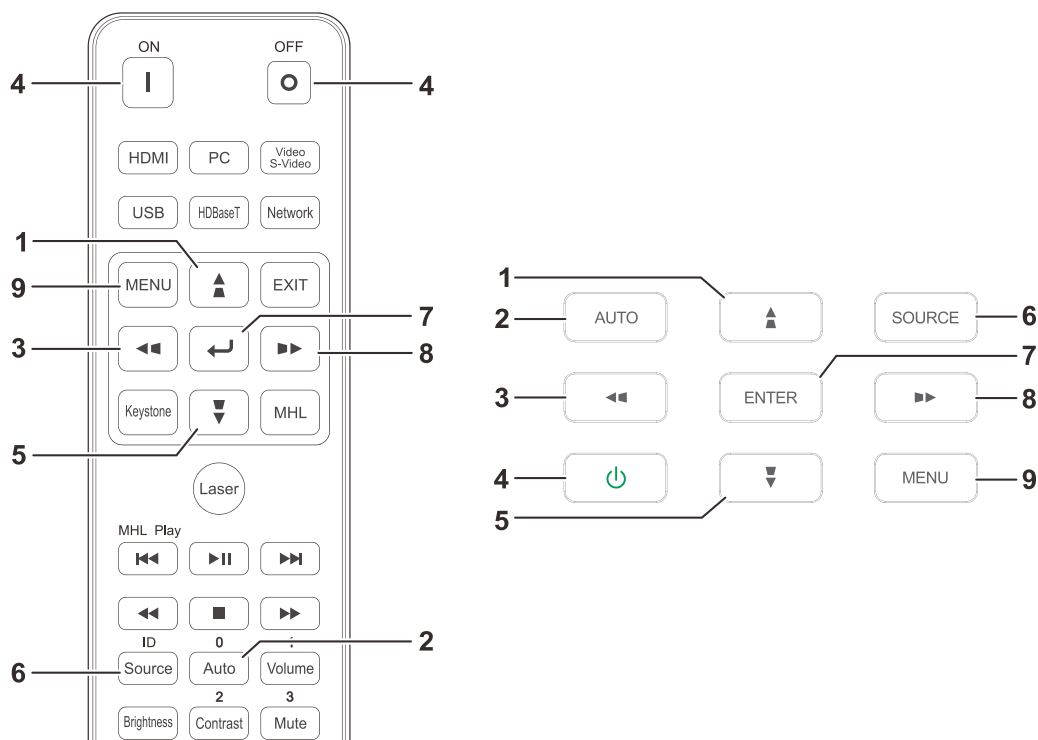 ON OFF
4 4
HDMI PC Video
S-Video
USB HDBaseT Network
1
9 MENU EXIT
7
3 8
Keystone MHL
5
Laser
MHL Play
ID 0
2
6 Source Auto Volume
2 3
Brightness Contrast Mute
1
2 AUTO SOURCE 6
7
3 ENTER 8
4 MENU 9
5